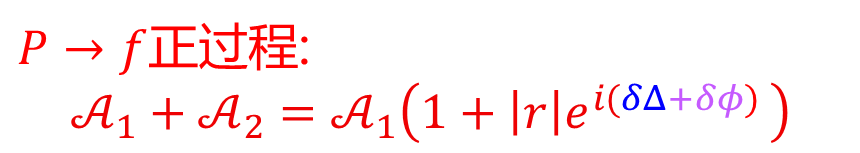 P → f正过程:
𝒜₁ + 𝒜₂ = 𝒜₁(1 + |r|e^{i(δΔ+δϕ)})